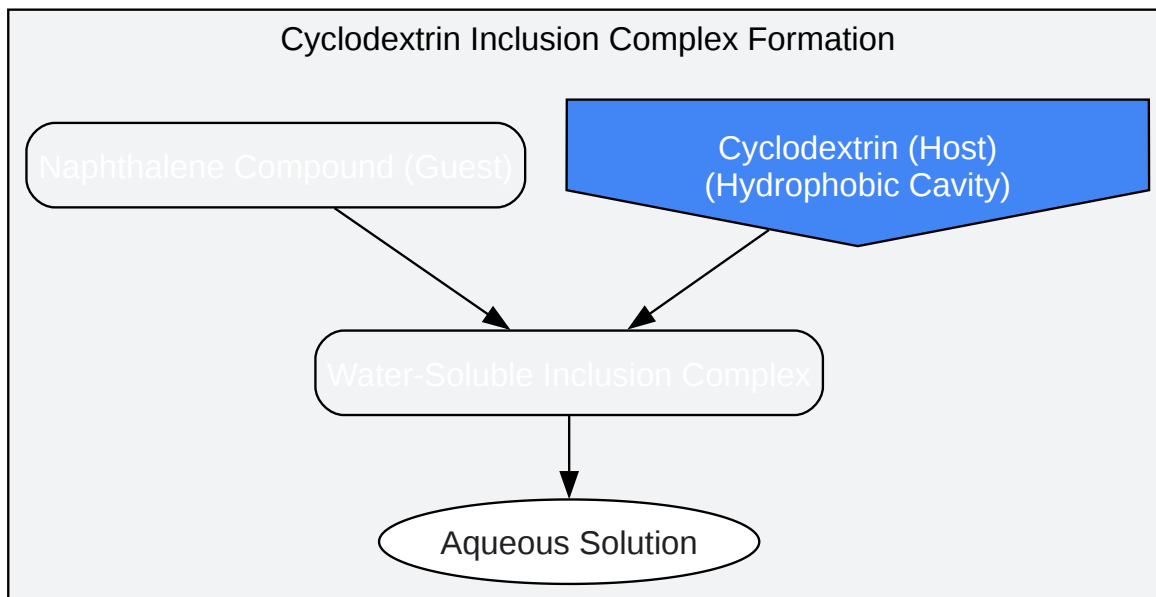 Cyclodextrin Inclusion Complex Formation
Naphthalene Compound (Guest)
Cyclodextrin (Host)
(Hydrophobic Cavity)
Water-Soluble Inclusion Complex
Aqueous Solution